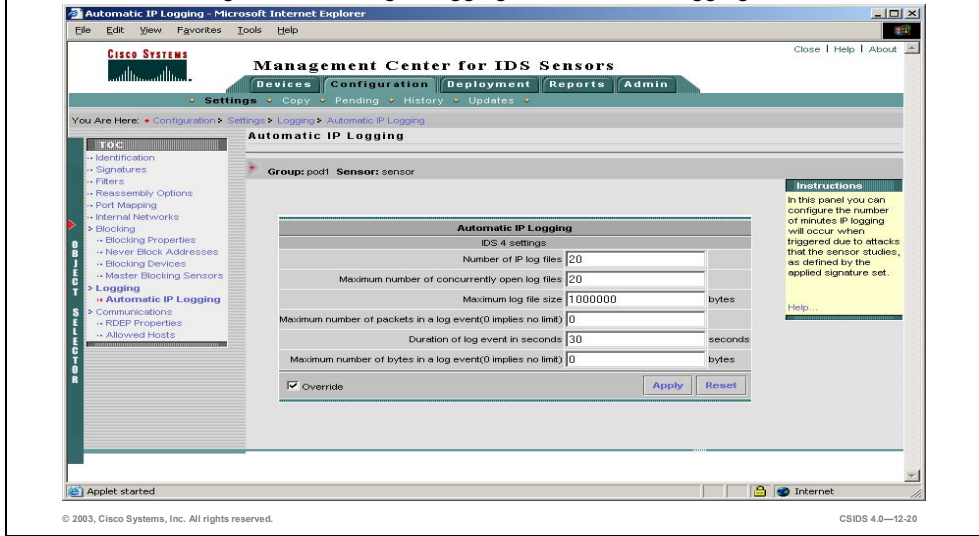 Automatic IP Logging - Microsoft Internet Explorer
File Edit View Favorites Tools Help
Close | Help | About
CISCO SYSTEMS
Management Center for IDS Sensors
Devices Configuration Deployment Reports Admin
Settings Copy Pending History Updates
You Are Here: Configuration > Settings > Logging > Automatic IP Logging
TOC
Identification
Signatures
Filters
Reassembly Options
Port Mapping
Internal Networks
> Blocking
Blocking Properties
Never Block Addresses
Blocking Devices
Master Blocking Sensors
> Logging
Automatic IP Logging
> Communications
RDEP Properties
Allowed Hosts
OBJECT SELECTOR
Automatic IP Logging
Group: pod1 Sensor: sensor
Automatic IP Logging
IDS 4 settings
Number of IP log files 20
Maximum number of concurrently open log files 20
Maximum log file size 1000000 bytes
Maximum number of packets in a log event(0 implies no limit) 0
Duration of log event in seconds 30 seconds
Maximum number of bytes in a log event(0 implies no limit) 0 bytes
Override Apply Reset
Instructions
In this panel you can
configure the number
of minutes IP logging
will occur when
triggered due to attacks
that the sensor studies,
as defined by the
applied signature set.
Help...
Applet started Internet
© 2003, Cisco Systems, Inc. All rights reserved.
CSIDS 4.0—12-20